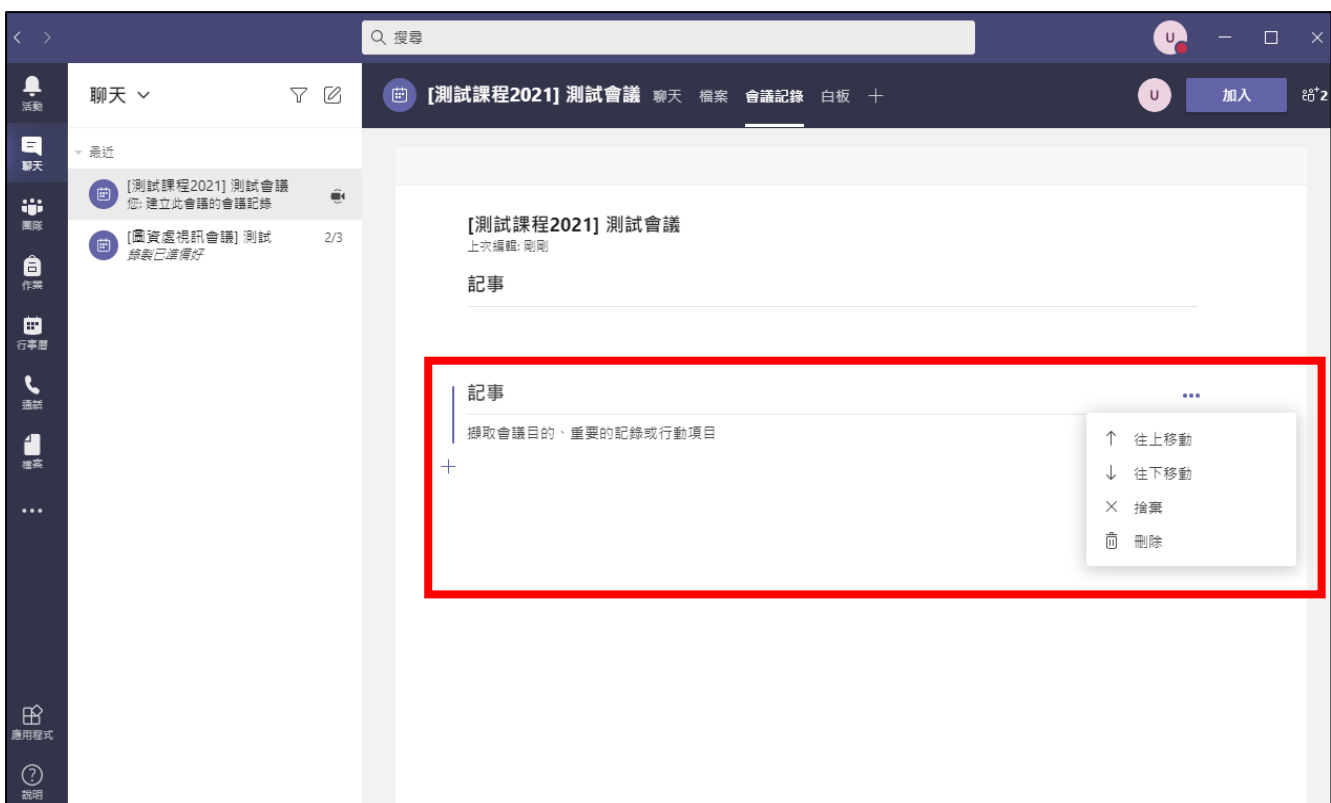 搜尋
U
活動
聊天
團隊
作業
行事曆
通話
檔案
應用程式
說明
聊天
最近
[測試課程2021] 測試會議
您: 建立此會議的會議記錄
[圖資處視訊會議] 測試 2/3
錄製已準備好
[測試課程2021] 測試會議 聊天 檔案 會議記錄 白板 U 加入 2
[測試課程2021] 測試會議
上次編輯: 剛剛
記事
記事
擷取會議目的、重要的記錄或行動項目
往上移動
往下移動
捨棄
刪除